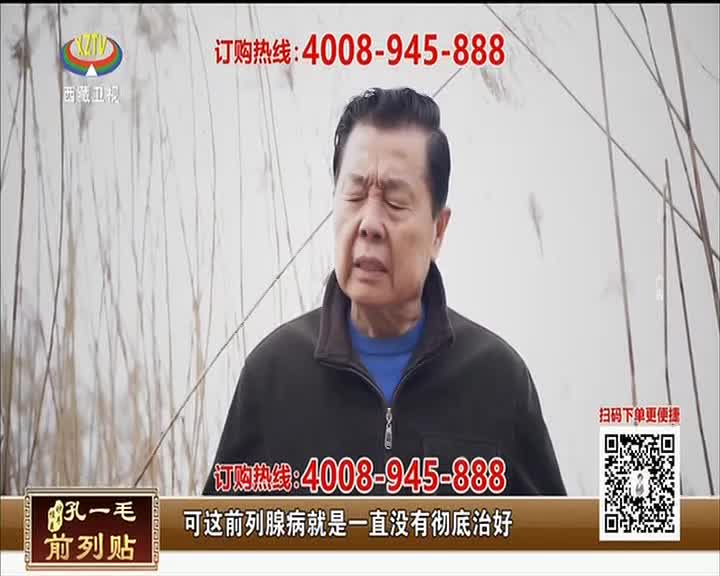 订购热线:4008-945-888
XZTV
西藏卫视
扫码下单更便捷
订购热线:4008-945-888
孔一毛
前列贴
可这前列腺病就是一直没有彻底治好